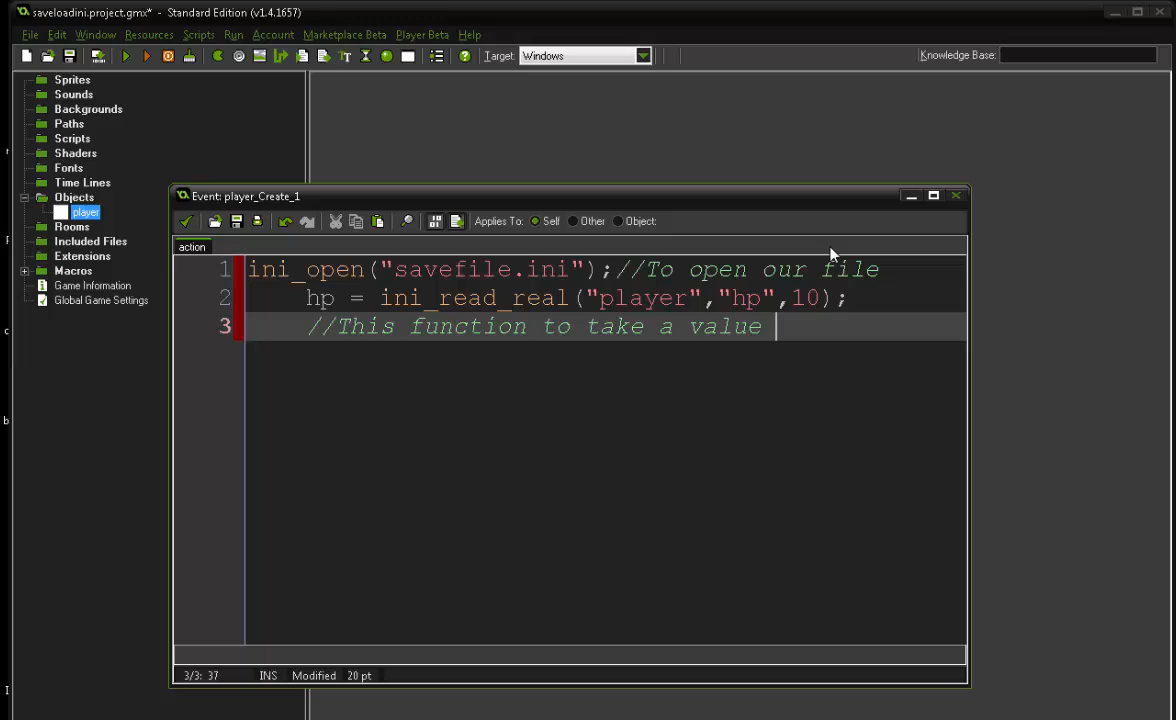 saveloadini.project.gmx* - Standard Edition (v1.4.1657)
File Edit Window Resources Scripts Run Account Marketplace Beta Player Beta Help
Target: Windows
Knowledge Base:
Sprites
Sounds
Backgrounds
Paths
Scripts
Shaders
Fonts
Time Lines
Objects
player
Rooms
Included Files
Extensions
Macros
Game Information
Global Game Settings
Event: player_Create_1
Applies To: Self Other Object:
action
1 ini_open("savefile.ini");//To open our file
2 hp = ini_read_real("player","hp",10);
3 //This function to take a value
3/3: 37 INS Modified 20 pt